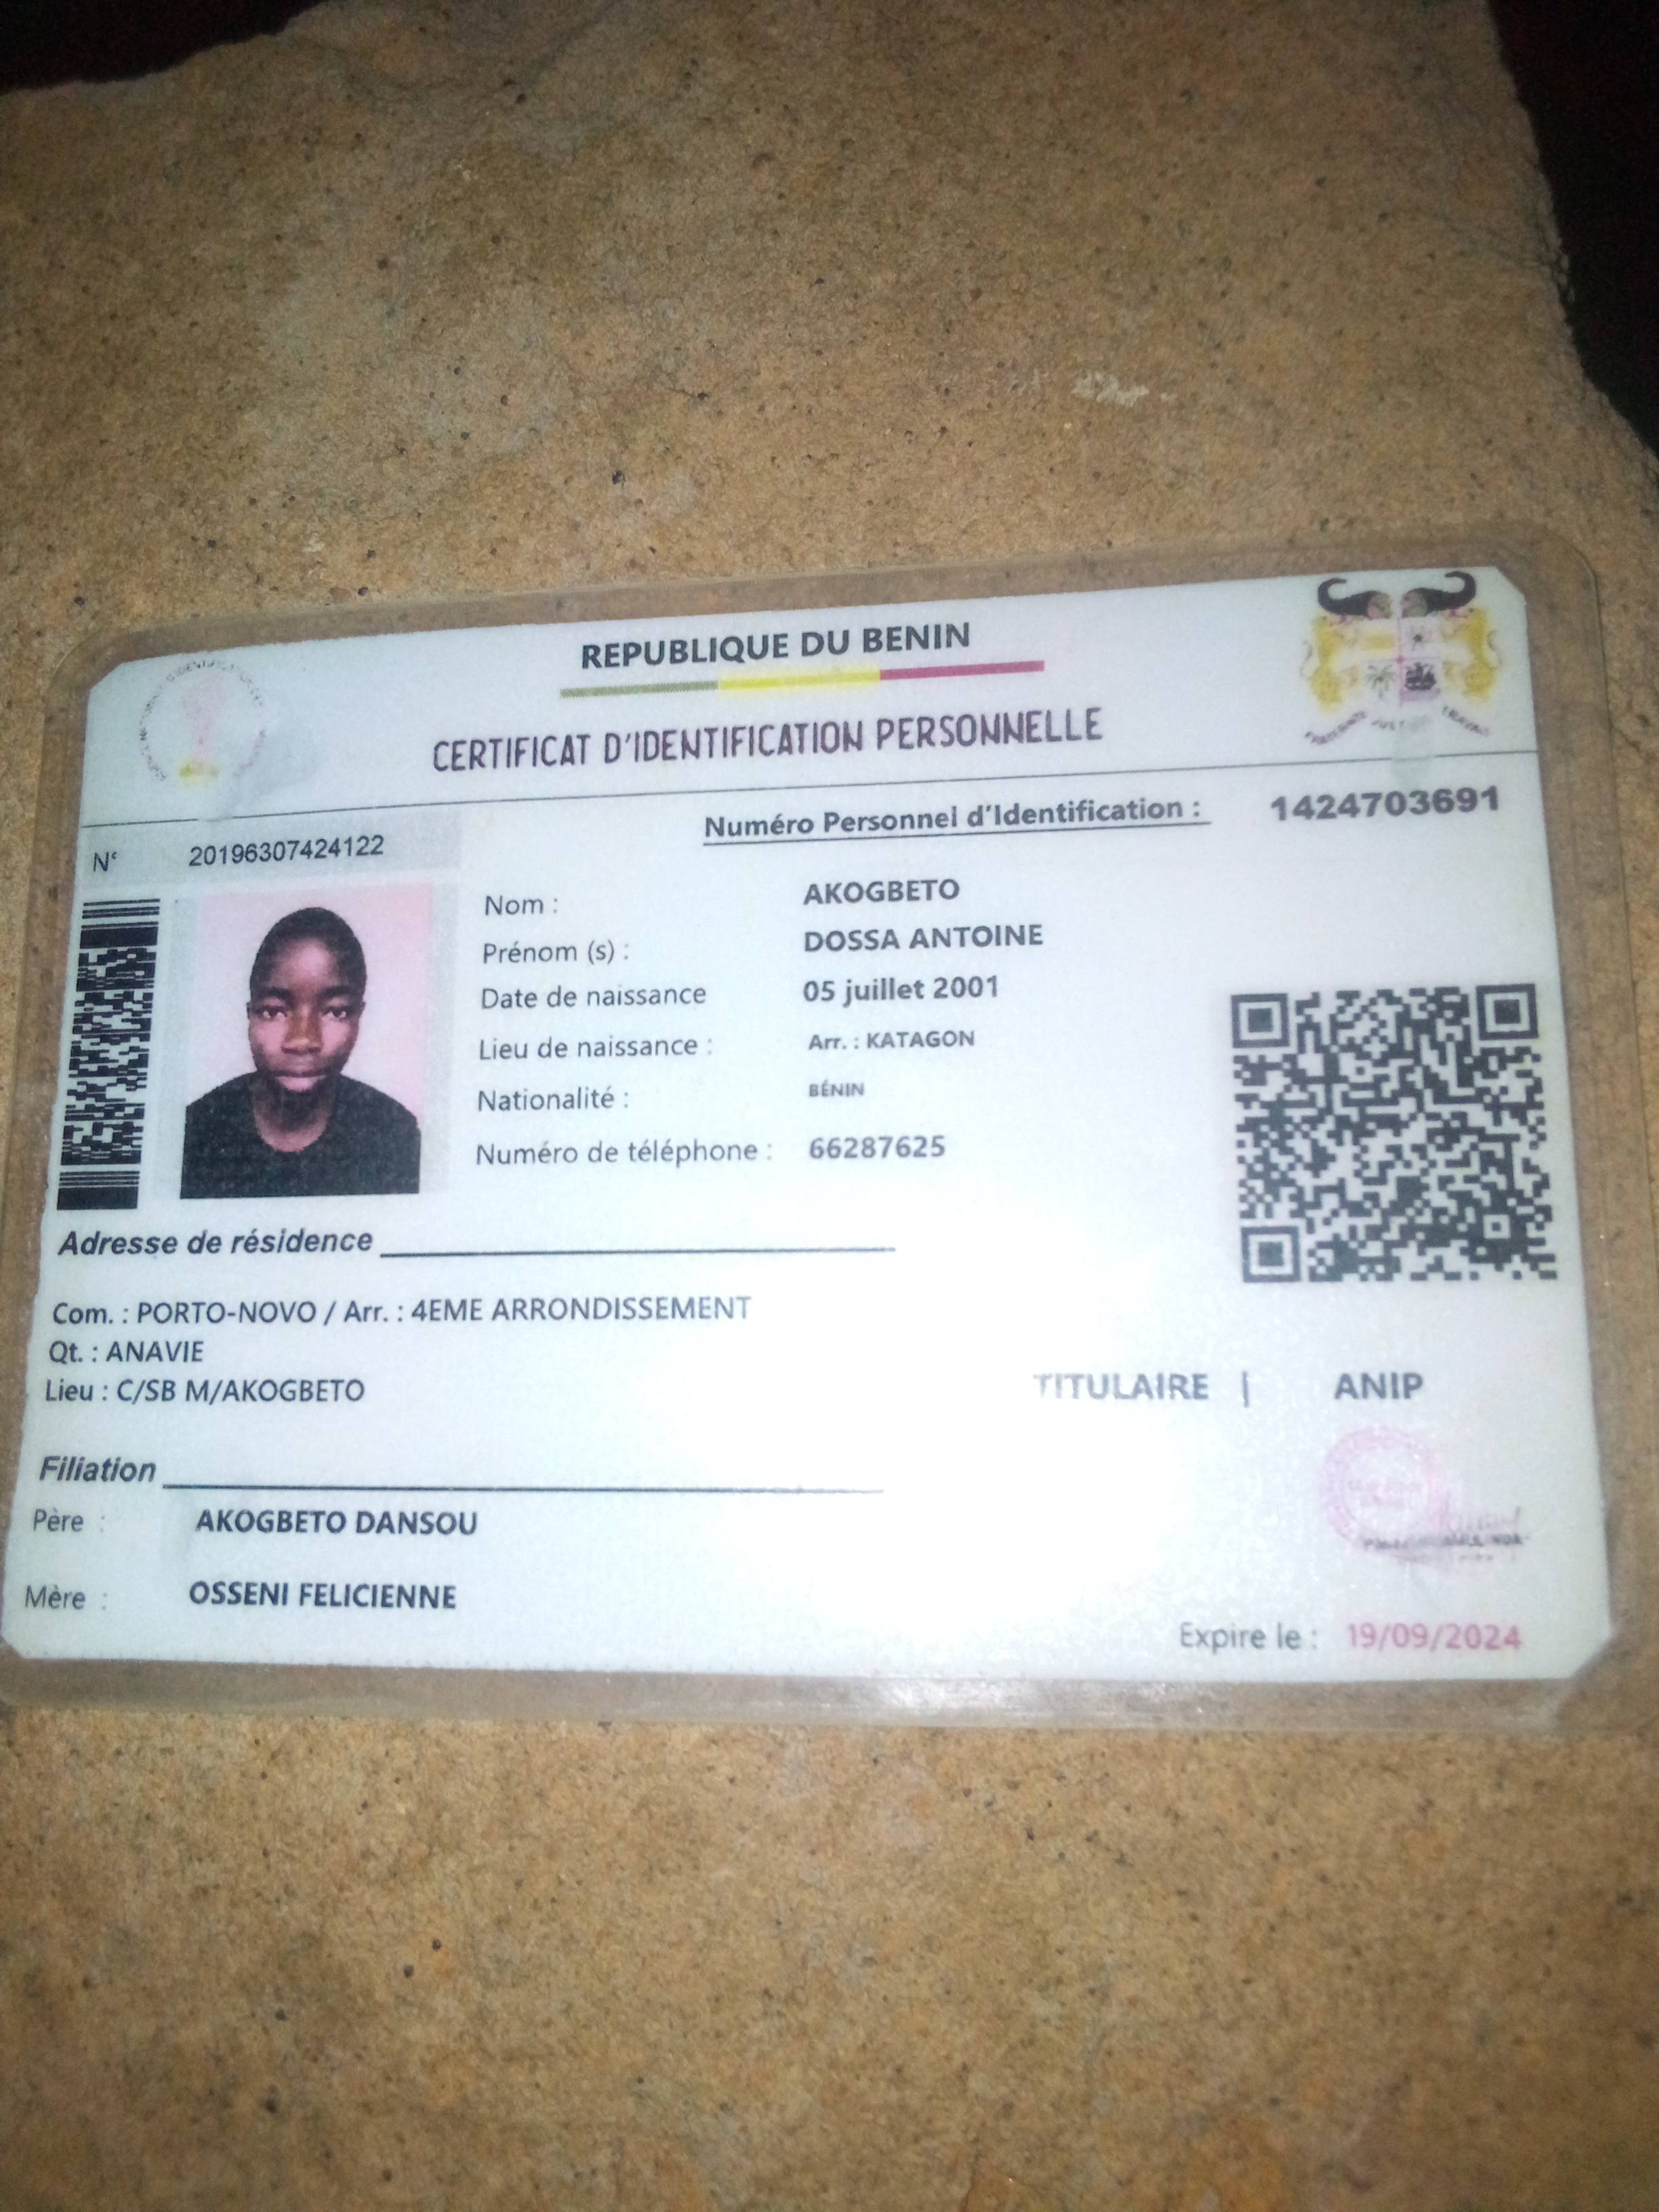 REPUBLIQUE DU BENIN
CERTIFICAT D'IDENTIFICATION PERSONNELLE
Numéro Personnel d'Identification : 1424703691
N° 20196307424122
Nom : AKOGBETO
Prénom (s) : DOSSA ANTOINE
Date de naissance 05 juillet 2001
Lieu de naissance : Arr. : KATAGON
Nationalité : BÉNIN
Numéro de téléphone : 66287625
Adresse de résidence
Com. : PORTO-NOVO / Arr. : 4EME ARRONDISSEMENT
Qt. : ANAVIE
Lieu : C/SB M/AKOGBETO
TITULAIRE | ANIP
Filiation
Père : AKOGBETO DANSOU
Mère : OSSENI FELICIENNE
Expire le : 19/09/2024